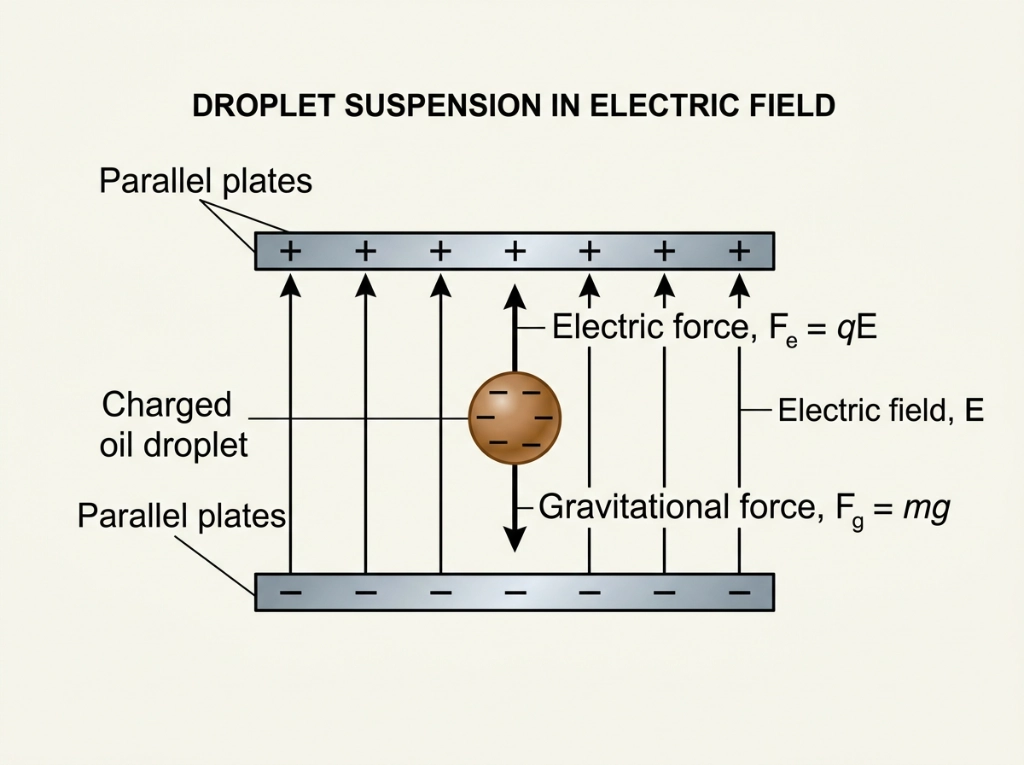 DROPLET SUSPENSION IN ELECTRIC FIELD
Parallel plates
+ + + + + + +
Electric force, Fe = qE
Charged
oil droplet
− −
− −
− −
Electric field, E
Gravitational force, Fg = mg
Parallel plates
− − − − − − −